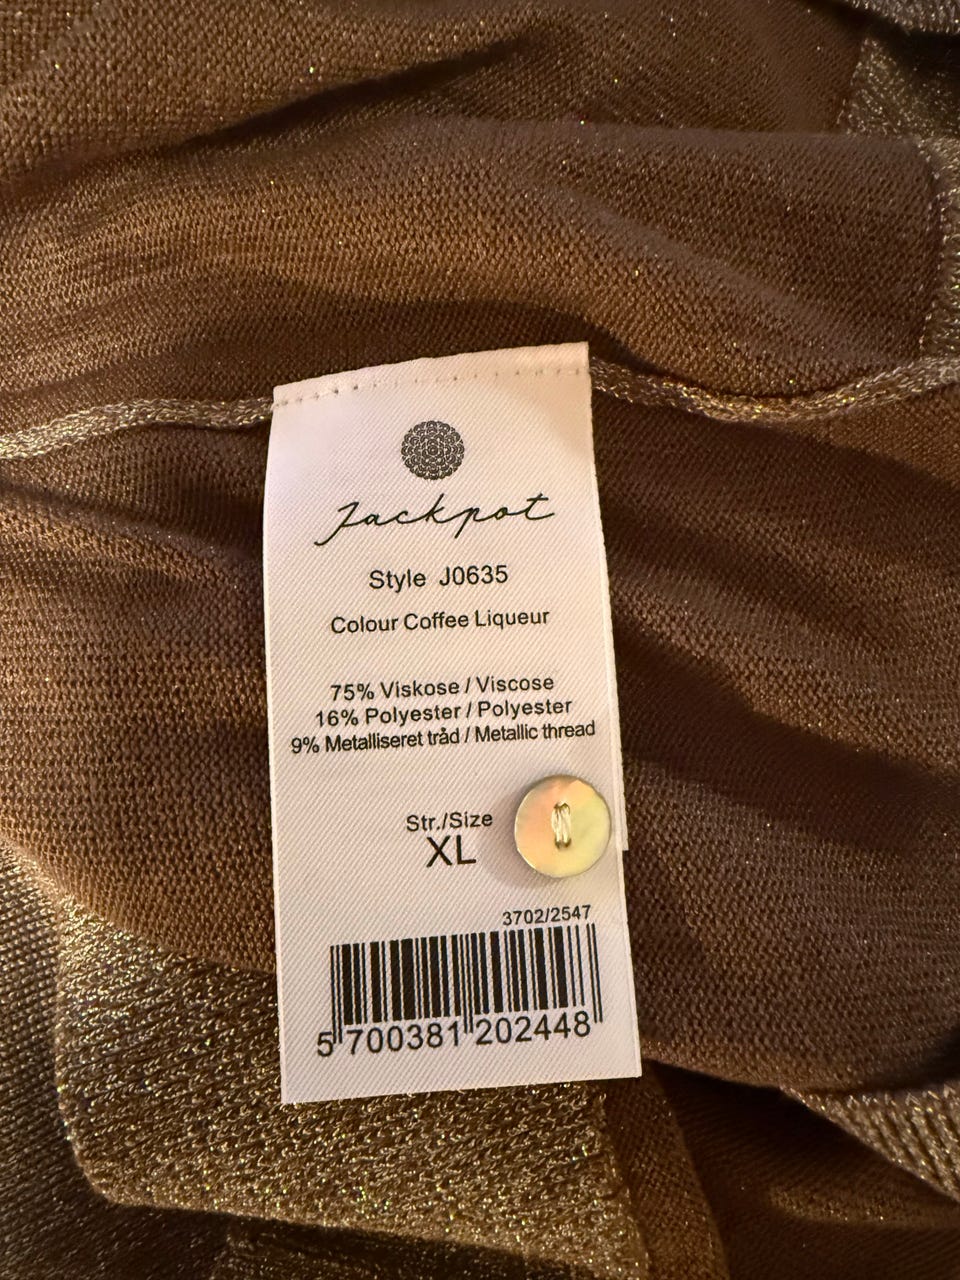 Jackpot
Style J0635
Colour Coffee Liqueur
75% Viskose / Viscose
16% Polyester / Polyester
9% Metalliseret tråd / Metallic thread
Str./Size
XL
3702/2547
5 700381 202448